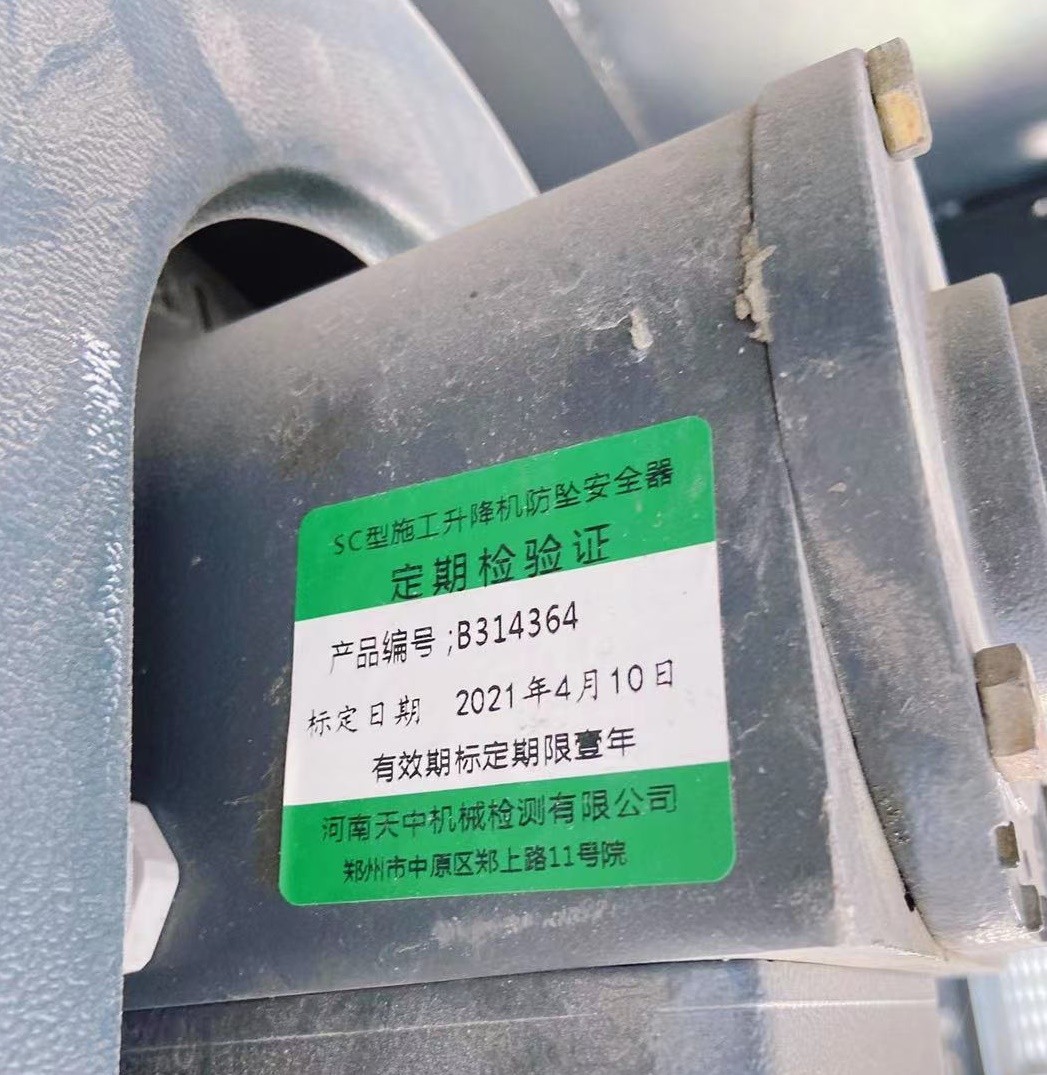 SC型施工升降机防坠安全器
定期检验证
产品编号;B314364
标定日期 2021年4月10日
有效期标定期限壹年
河南天中机械检测有限公司
郑州市中原区郑上路11号院